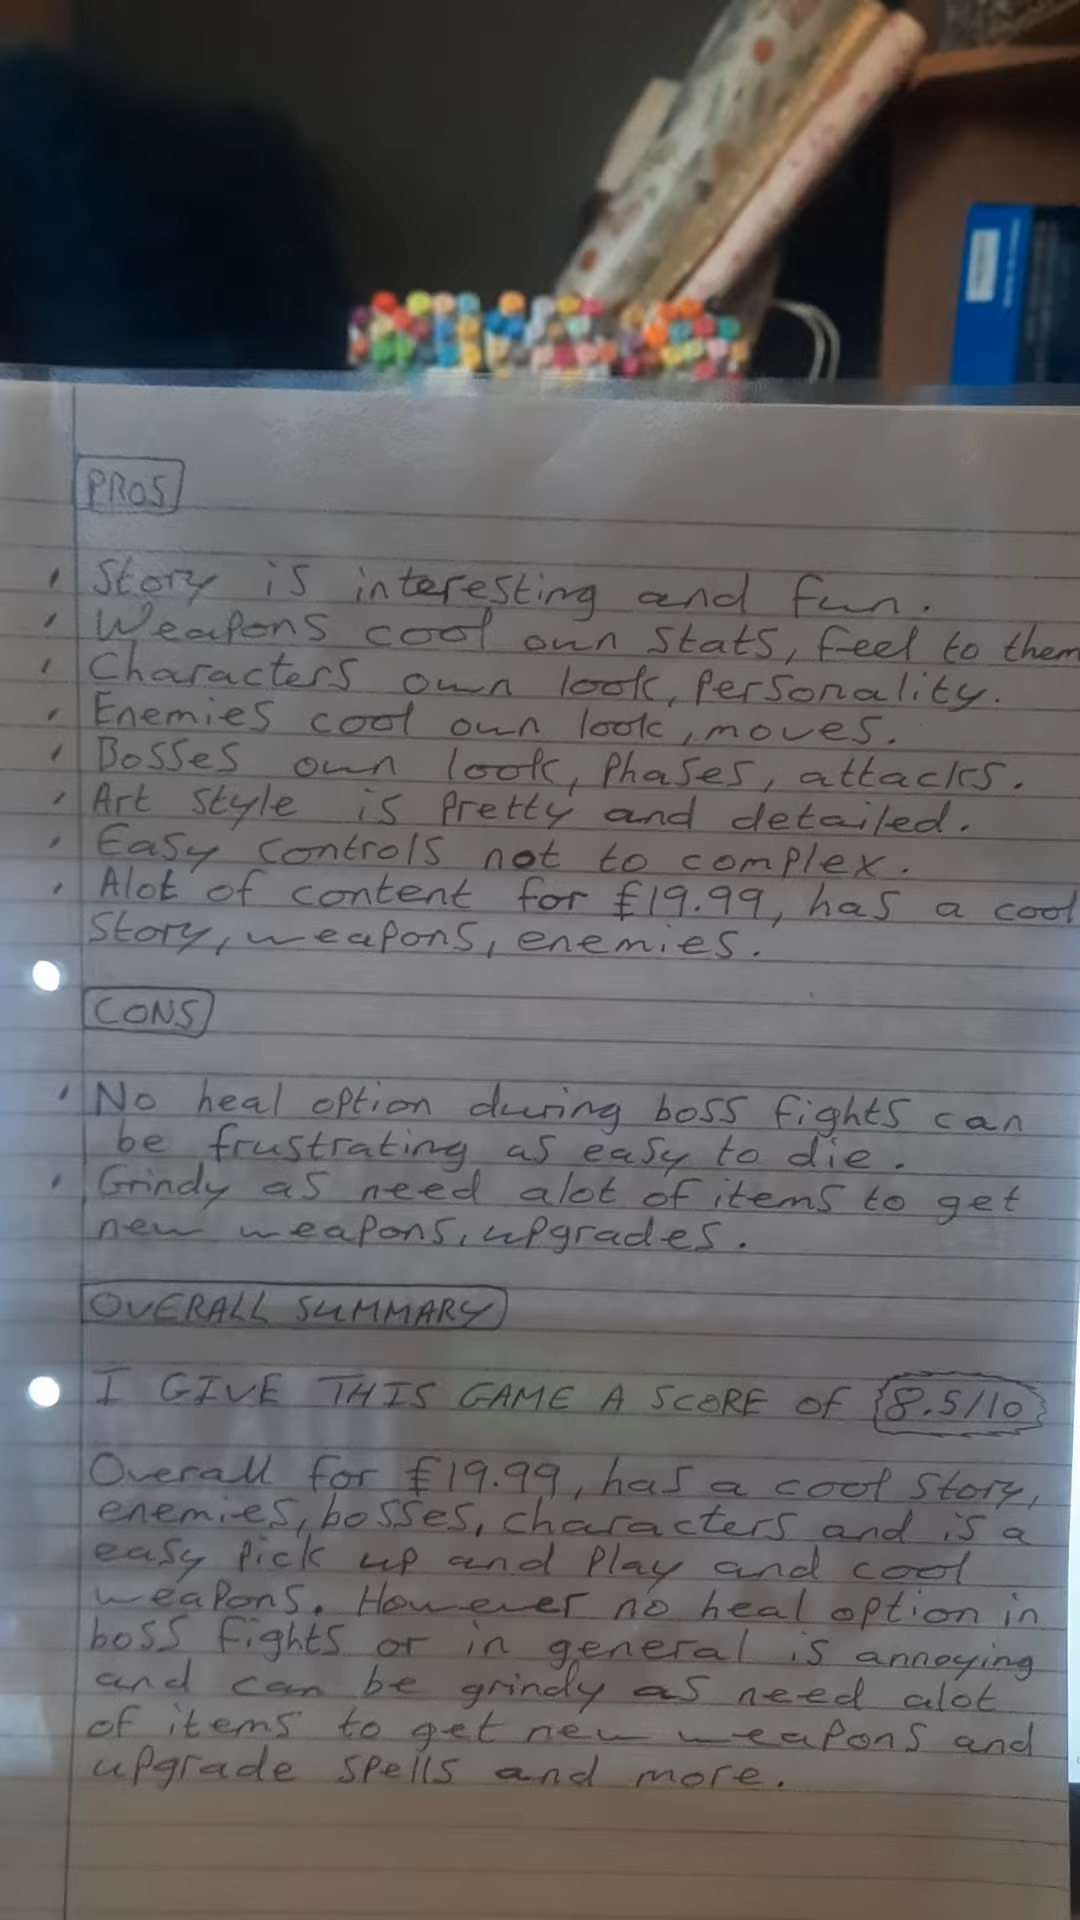 PROS
Story is interesting and fun.
Weapons cool own stats, feel to them
Characters own look, Personality.
Enemies cool own look, moves.
Bosses own look, Phases, attacks.
Art style is Pretty and detailed.
Easy controls not to complex.
Alot of content for £19.99, has a cool
Story, weapons, enemies.
CONS
No heal option during boss fights can
be frustrating as easy to die.
Grindy as need alot of items to get
new weapons, upgrades.
OVERALL SUMMARY
I GIVE THIS GAME A SCORE OF 8.5/10
Overall for £19.99, has a cool Story,
enemies, bosses, characters and is a
easy Pick up and Play and cool
weapons. However no heal option in
boss fights or in general is annoying
and can be grindy as need alot
of items to get new weapons and
upgrade spells and more.